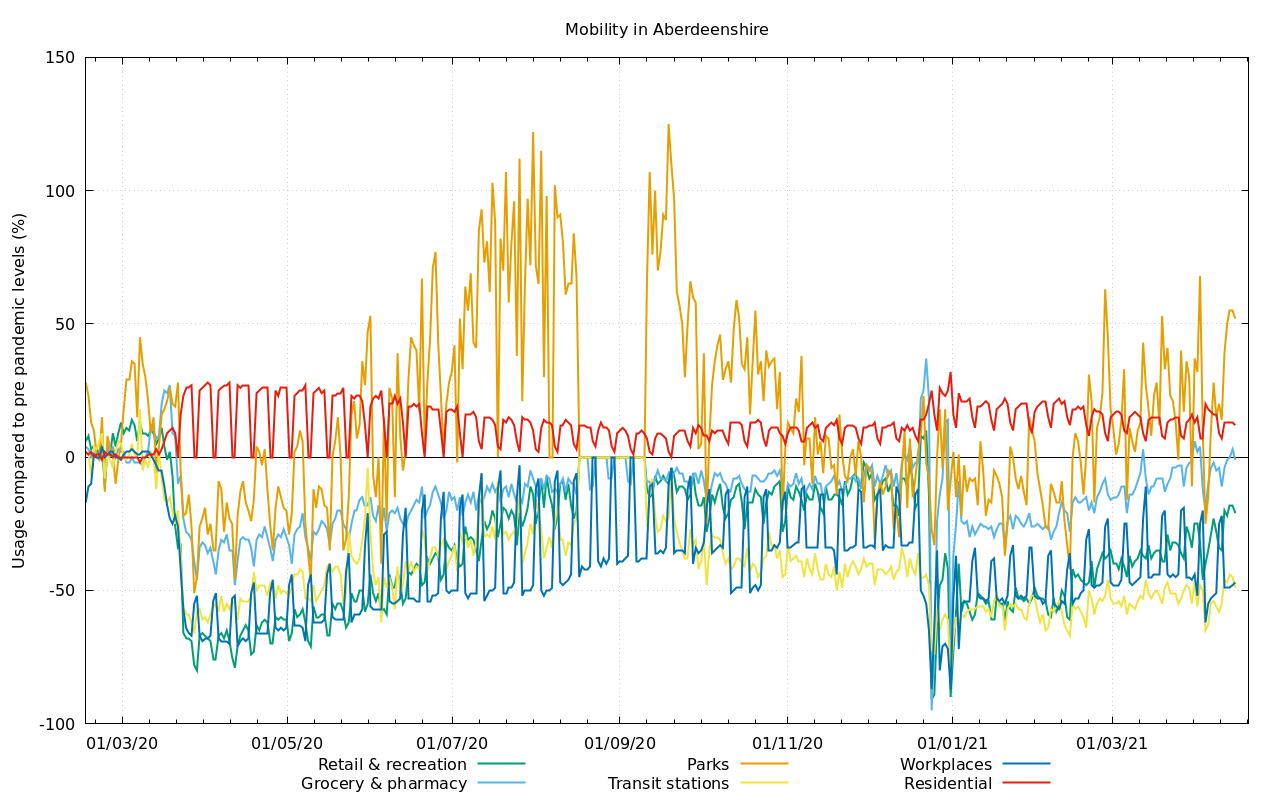 Mobility in Aberdeenshire
Usage compared to pre pandemic levels (%)
150
100
50
0
-50
-100
01/03/20 01/05/20 01/07/20 01/09/20 01/11/20 01/01/21 01/03/21
Retail & recreation Parks Workplaces
Grocery & pharmacy Transit stations Residential